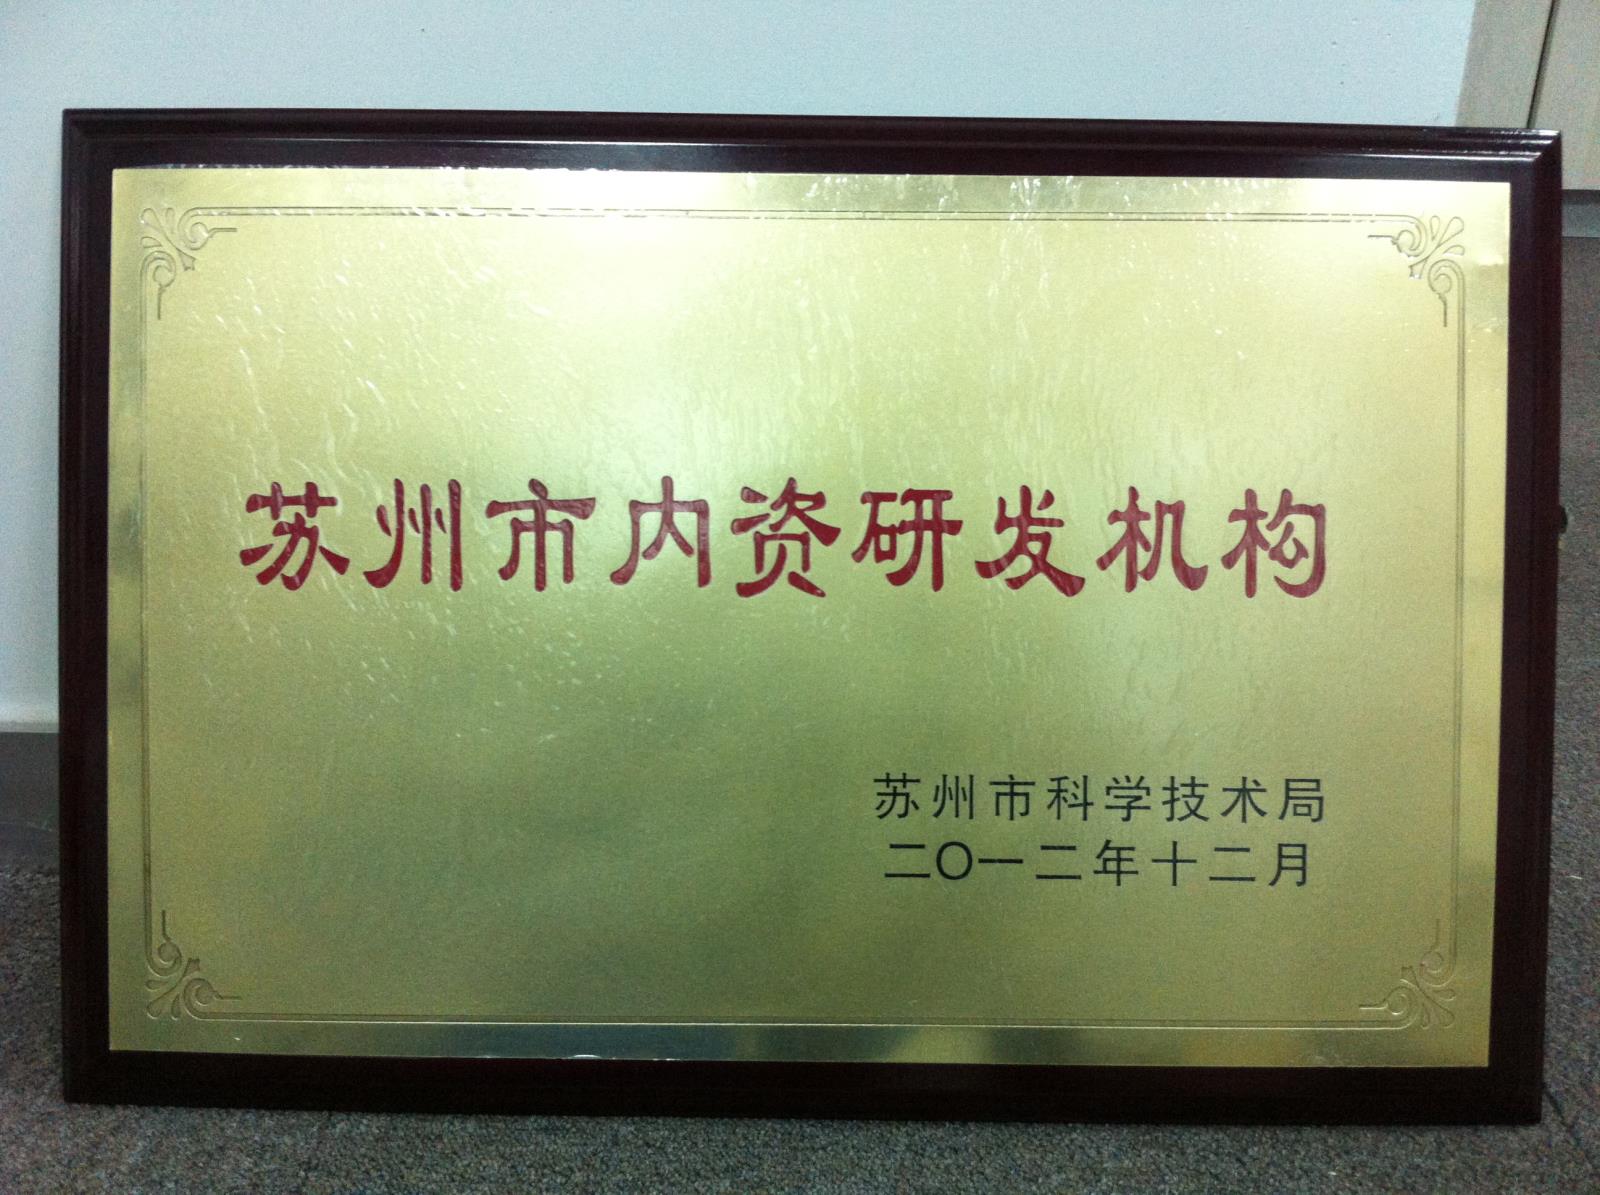 苏州市内资研发机构
苏州市科学技术局
二〇一二年十二月